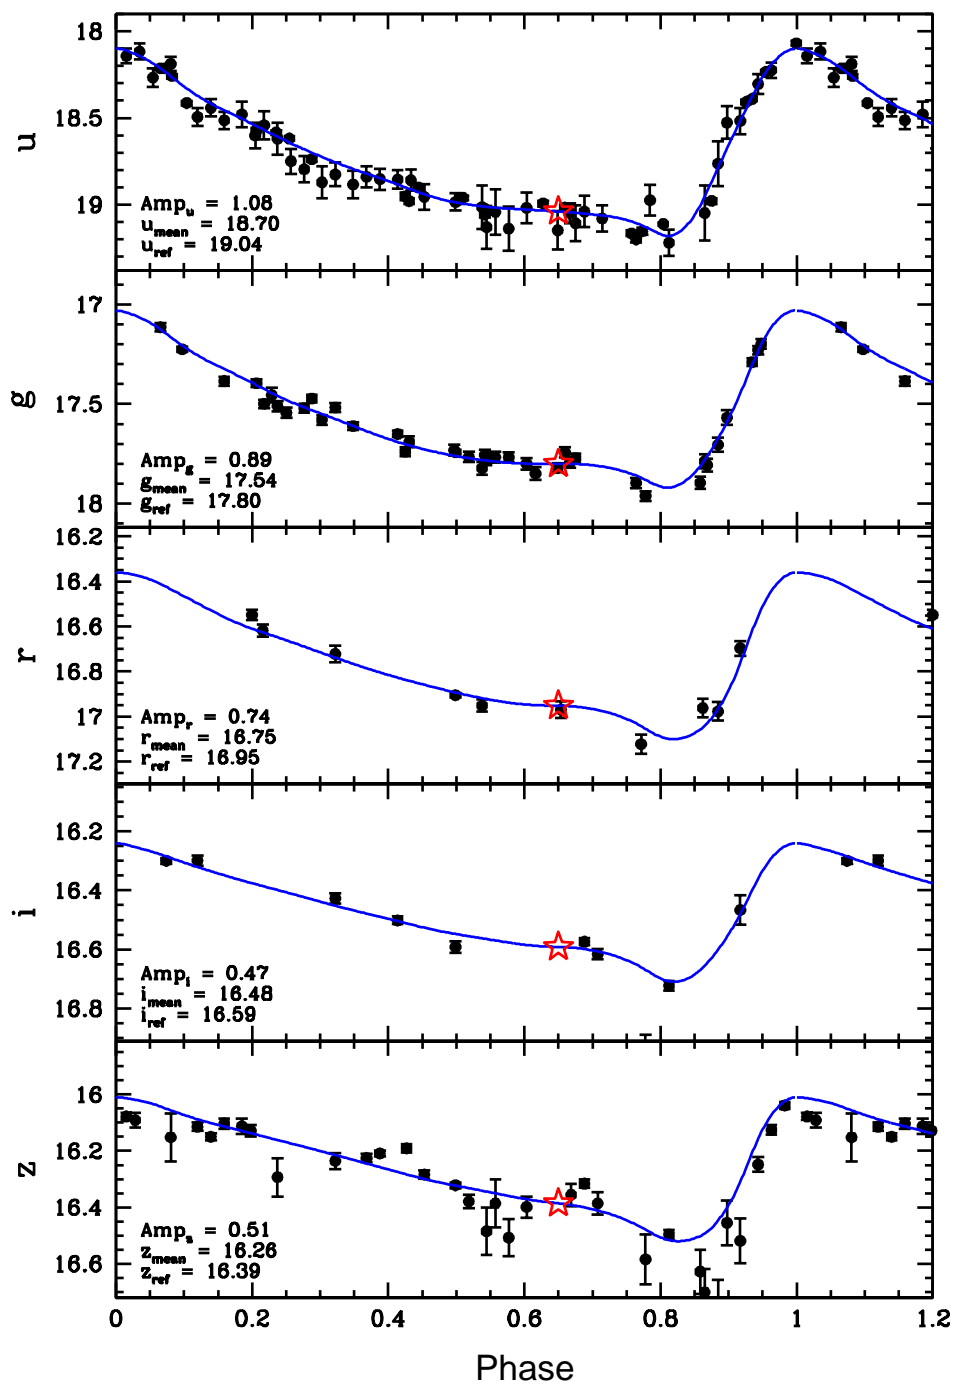 18
18.5
19
u
Amp_u = 1.08
u_mean = 18.70
u_ref = 19.04
17
17.5
18
g
Amp_g = 0.89
g_mean = 17.54
g_ref = 17.80
16.2
16.4
16.6
16.8
17
17.2
r
Amp_r = 0.74
r_mean = 16.75
r_ref = 16.95
16.2
16.4
16.6
16.8
i
Amp_i = 0.47
i_mean = 16.48
i_ref = 16.59
16
16.2
16.4
16.6
z
Amp_z = 0.51
z_mean = 16.26
z_ref = 16.39
0 0.2 0.4 0.6 0.8 1 1.2
Phase